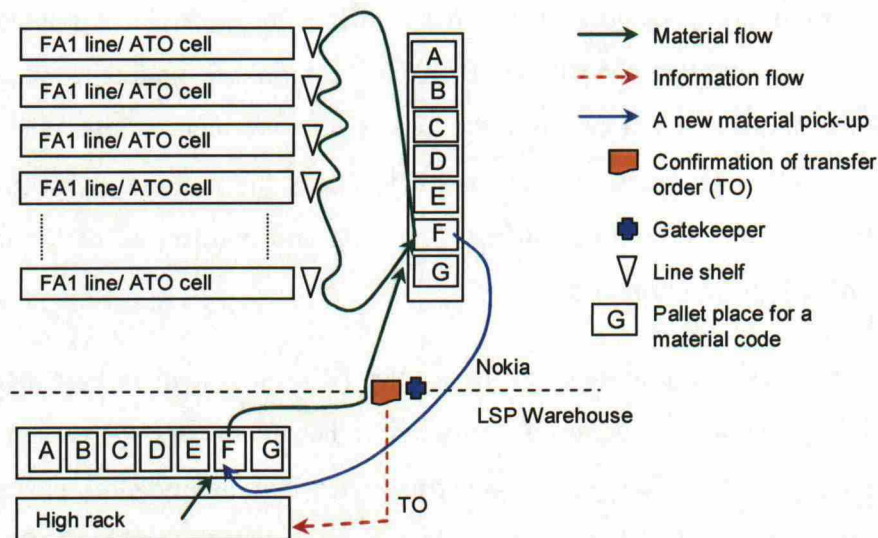 FA1 line/ ATO cell
FA1 line/ ATO cell
FA1 line/ ATO cell
FA1 line/ ATO cell
FA1 line/ ATO cell
A
B
C
D
E
F
G
Material flow
Information flow
A new material pick-up
Confirmation of transfer
order (TO)
Gatekeeper
Line shelf
G
Pallet place for a
material code
Nokia
LSP Warehouse
A B C D E F G
High rack
TO